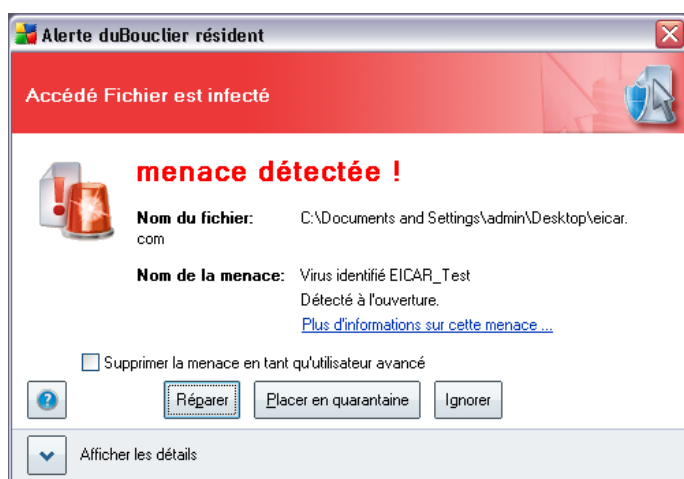 Alerte duBouclier résident
Accédé Fichier est infecté
menace détectée !
Nom du fichier: C:\Documents and Settings\admin\Desktop\eicar.
com
Nom de la menace: Virus identifié EICAR_Test
Détecté à l'ouverture.
Plus d'informations sur cette menace ...
Supprimer la menace en tant qu'utilisateur avancé
Réparer Placer en quarantaine Ignorer
Afficher les détails